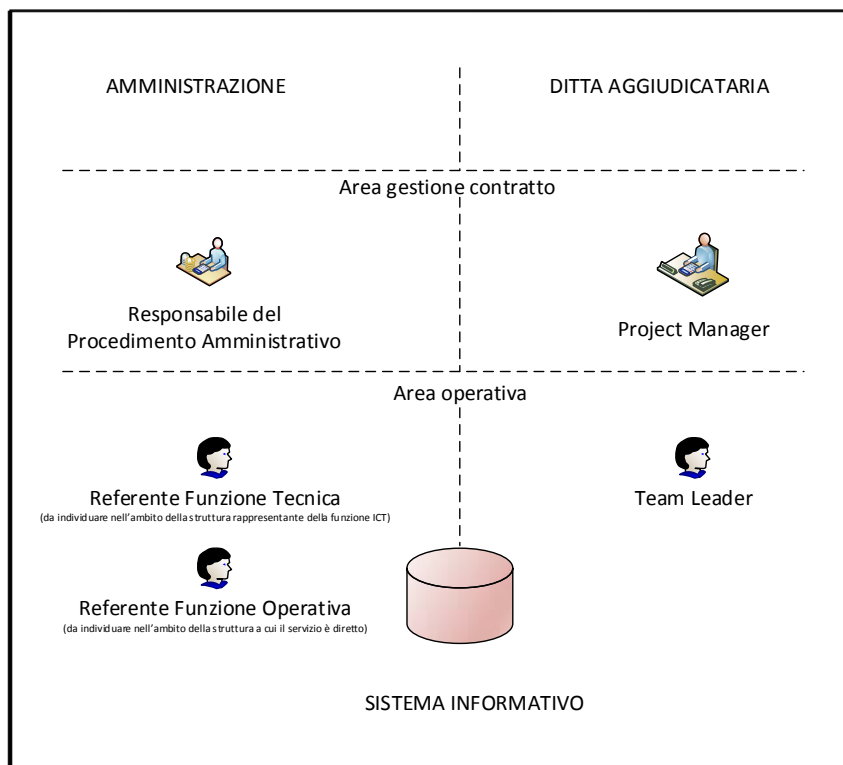 AMMINISTRAZIONE
DITTA AGGIUDICATARIA
Area gestione contratto
Responsabile del
Procedimento Amministrativo
Project Manager
Area operativa
Referente Funzione Tecnica
(da individuare nell'ambito della struttura rappresentante della funzione ICT)
Team Leader
Referente Funzione Operativa
(da individuare nell'ambito della struttura a cui il servizio è diretto)
SISTEMA INFORMATIVO